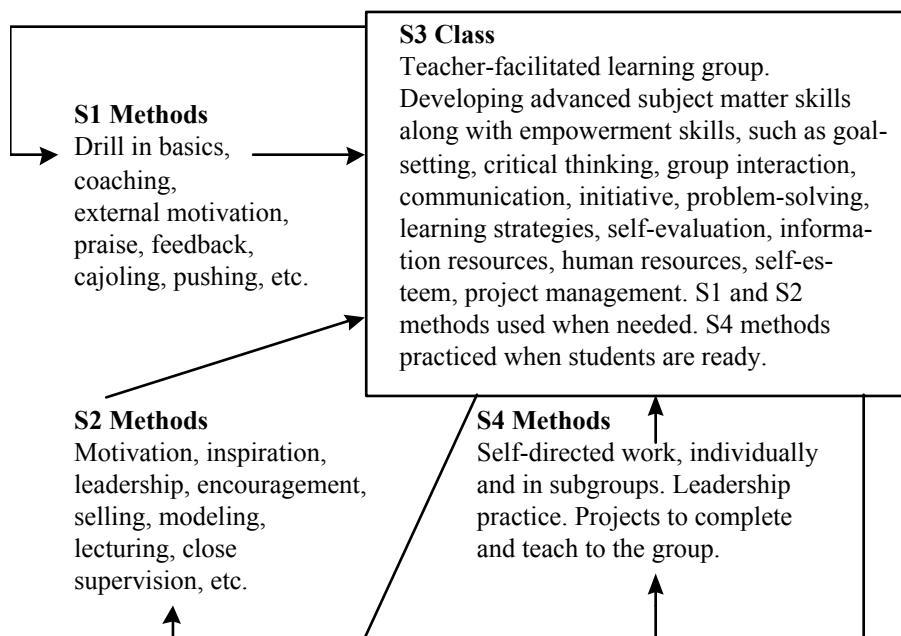 S3 Class
Teacher-facilitated learning group.
Developing advanced subject matter skills
along with empowerment skills, such as goal-
setting, critical thinking, group interaction,
communication, initiative, problem-solving,
learning strategies, self-evaluation, informa-
tion resources, human resources, self-es-
teem, project management. S1 and S2
methods used when needed. S4 methods
practiced when students are ready.
S1 Methods
Drill in basics,
coaching,
external motivation,
praise, feedback,
cajoling, pushing, etc.
S2 Methods
Motivation, inspiration,
leadership, encouragement,
selling, modeling,
lecturing, close
supervision, etc.
S4 Methods
Self-directed work, individually
and in subgroups. Leadership
practice. Projects to complete
and teach to the group.